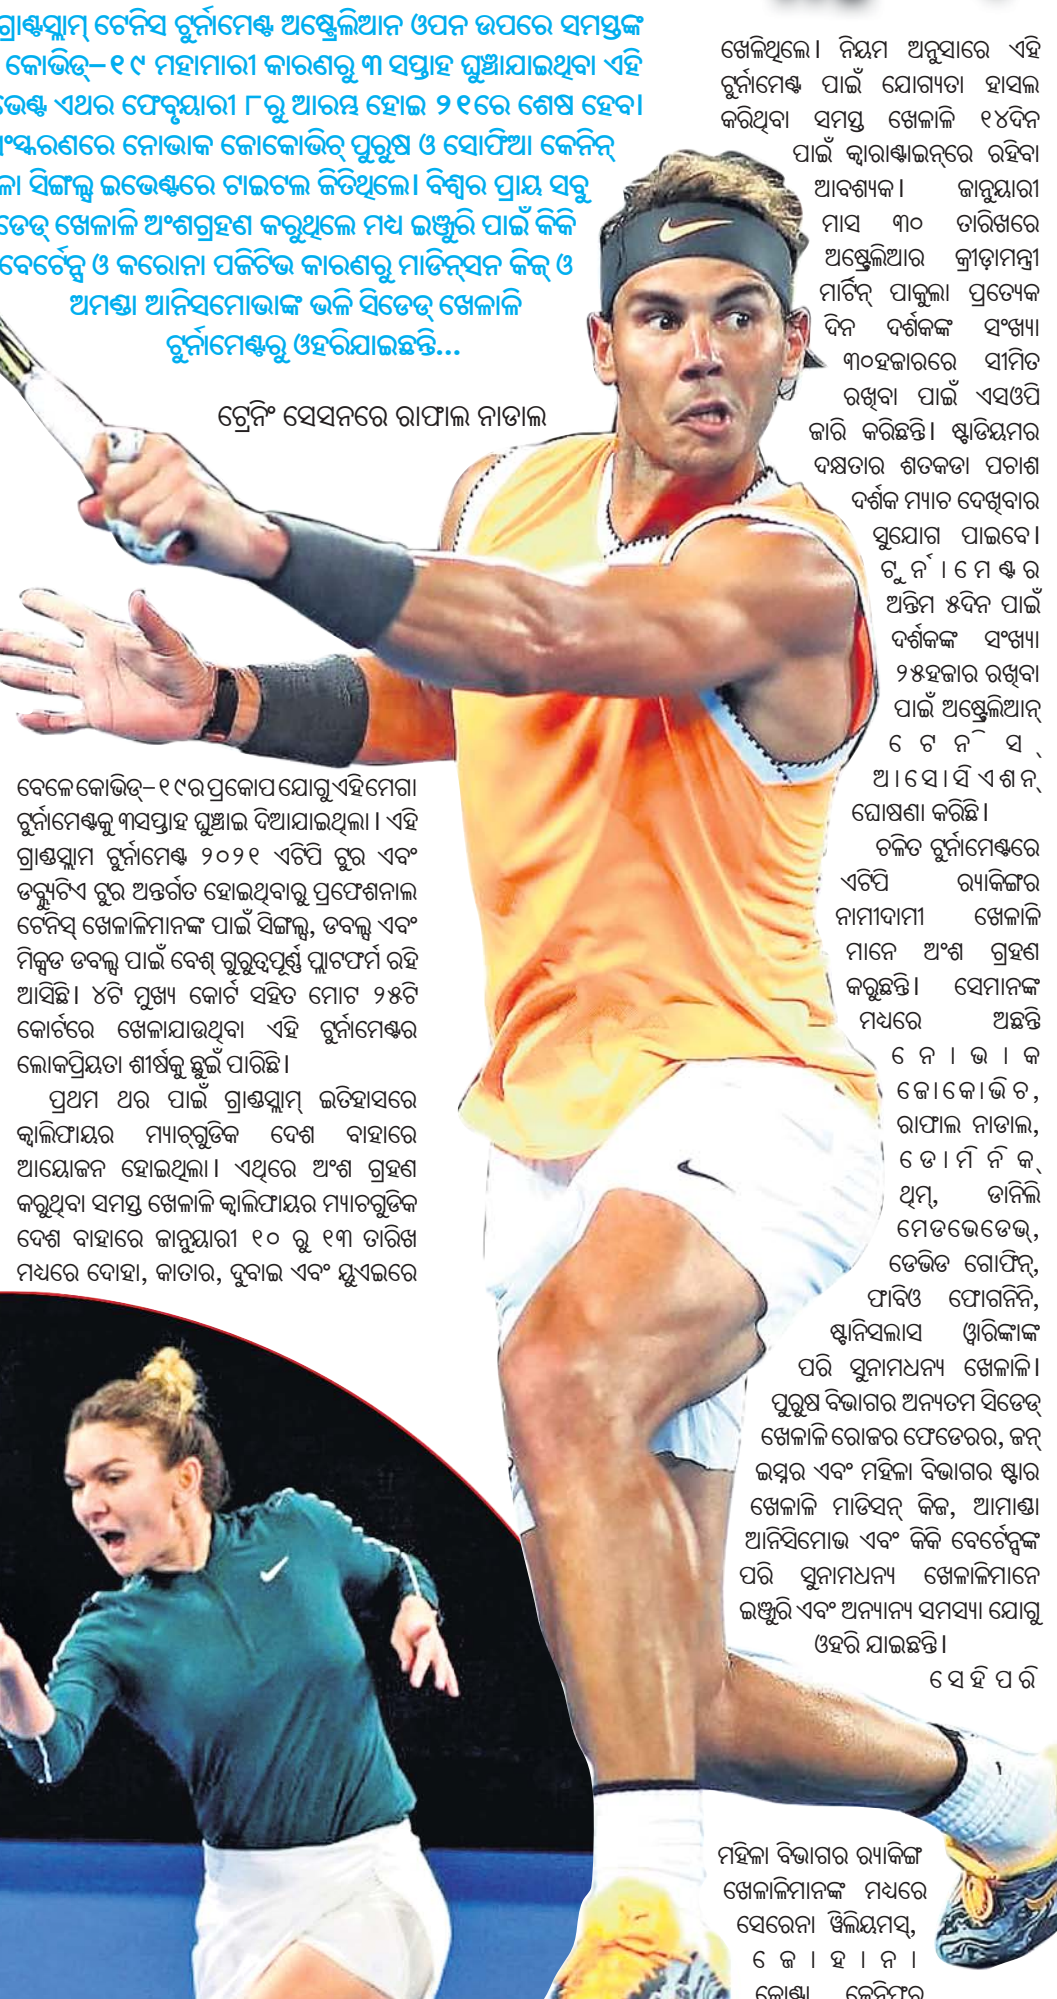 ଗ୍ରାଣ୍ଡସ୍ଲାମ୍ ଟେନିସ ଟୁର୍ନାମେଣ୍ଟ ଅଷ୍ଟ୍ରେଲିଆନ ଓପନ ଉପରେ ସମସ୍ତଙ୍କ
କୋଭିଡ୍–୧୯ ମହାମାରୀ କାରଣରୁ ୩ ସପ୍ତାହ ଘୁଞ୍ଚାଯାଇଥିବା ଏହି
ଏଥର ଫେବୃୟାରୀ ୮ରୁ ଆରମ୍ଭ ହୋଇ ୨୧ରେ ଶେଷ ହେବ।
ନୋଭାକ ଜୋକୋଭିଚ୍ ପୁରୁଷ ଓ ସୋଫିଆ କେନିନ୍
ସିଙ୍ଗଲ୍ସ ଇଭେଣ୍ଟରେ ଟାଇଟଲ ଜିତିଥିଲେ। ବିଶ୍ୱର ପ୍ରାୟ ସବୁ
ଖେଳାଳି ଅଂଶଗ୍ରହଣ କରୁଥିଲେ ମଧ୍ୟ ଇଞ୍ଜୁରି ପାଇଁ କିକି
ବେର୍ଟେନ୍ସ ଓ କରୋନା ପଜିଟିଭ କାରଣରୁ ମାଡିନ୍‌ସନ କିଜ୍ ଓ
ଅମଣ୍ଡା ଆନିସମୋଭାଙ୍କ ଭଳି ସିଡେଡ୍ ଖେଳାଳି
ଟୁର୍ନାମେଣ୍ଟରୁ ଓହରିଯାଇଛନ୍ତି...
ଟ୍ରେନିଂ ସେସନରେ ରାଫାଲ ନାଡାଲ
ବେଳେ କୋଭିଡ୍–୧୯ର ପ୍ରକୋପ ଯୋଗୁ ଏହି ମେଗା
ଟୁର୍ନାମେଣ୍ଟକୁ ୩ସପ୍ତାହ ଘୁଞ୍ଚାଇ ଦିଆଯାଇଥିଲା। ଏହି
ଗ୍ରାଣ୍ଡସ୍ଲାମ ଟୁର୍ନାମେଣ୍ଟ ୨୦୨୧ ଏଟିପି ଟୁର ଏବଂ
ଡବ୍ଲ୍ୟୁଟିଏ ଟୁର ଅନ୍ତର୍ଗତ ହୋଇଥିବାରୁ ପ୍ରଫେଶନାଲ
ଟେନିସ୍ ଖେଳାଳିମାନଙ୍କ ପାଇଁ ସିଙ୍ଗଲ୍ସ, ଡବଲ୍ସ ଏବଂ
ମିକ୍ସଡ ଡବଲ୍ସ ପାଇଁ ବେଶ୍ ଗୁରୁତ୍ୱପୂର୍ଣ୍ଣ ପ୍ଲାଟଫର୍ମ ରହି
ଆସିଛି। ୪ଟି ମୁଖ୍ୟ କୋର୍ଟ ସହିତ ମୋଟ ୨୫ଟି
କୋର୍ଟରେ ଖେଳାଯାଉଥିବା ଏହି ଟୁର୍ନାମେଣ୍ଟର
ଲୋକପ୍ରିୟତା ଶୀର୍ଷକୁ ଛୁଇଁ ପାରିଛି।
ପ୍ରଥମ ଥର ପାଇଁ ଗ୍ରାଣ୍ଡସ୍ଲାମ୍ ଇତିହାସରେ
କ୍ୱାଲିଫାୟର ମ୍ୟାଚ୍‌ଗୁଡିକ ଦେଶ ବାହାରେ
ଆୟୋଜନ ହୋଇଥିଲା। ଏଥିରେ ଅଂଶ ଗ୍ରହଣ
କରୁଥିବା ସମସ୍ତ ଖେଳାଳି କ୍ୱାଲିଫାୟର ମ୍ୟାଚଗୁଡିକ
ଦେଶ ବାହାରେ ଜାନୁୟାରୀ ୧୦ ରୁ ୧୩ ତାରିଖ
ମଧ୍ୟରେ ଦୋହା, କାତାର, ଦୁବାଇ ଏବଂ ୟୁଏଇରେ
ଖେଳିଥିଲେ। ନିୟମ ଅନୁସାରେ ଏହି
ଟୁର୍ନାମେଣ୍ଟ ପାଇଁ ଯୋଗ୍ୟତା ହାସଲ
କରିଥିବା ସମସ୍ତ ଖେଳାଳି ୧୪ଦିନ
ପାଇଁ କ୍ୱାରାଣ୍ଟାଇନ୍‌ରେ ରହିବା
ଆବଶ୍ୟକ। ଜାନୁୟାରୀ
ମାସ ୩୦ ତାରିଖରେ
ଅଷ୍ଟ୍ରେଲିଆର କ୍ରୀଡ଼ାମନ୍ତ୍ରୀ
ମାର୍ଟିନ୍ ପାକୁଲା ପ୍ରତ୍ୟେକ
ଦିନ ଦର୍ଶକଙ୍କ ସଂଖ୍ୟା
୩୦ହଜାରରେ ସୀମିତ
ରଖିବା ପାଇଁ ଏସଓପି
ଜାରି କରିଛନ୍ତି। ଷ୍ଟାଡିୟମର
ଦକ୍ଷତାର ଶତକଡା ପଚାଶ
ଦର୍ଶକ ମ୍ୟାଚ ଦେଖିବାର
ସୁଯୋଗ ପାଇବେ।
ଟୁର୍ନାମେଣ୍ଟର
ଅନ୍ତିମ ୫ଦିନ ପାଇଁ
ଦର୍ଶକଙ୍କ ସଂଖ୍ୟା
୨୫ହଜାର ରଖିବା
ପାଇଁ ଅଷ୍ଟ୍ରେଲିଆନ୍
ଟେନିସ୍
ଆସୋସିଏଶନ୍
ଘୋଷଣା କରିଛି।
ଚଳିତ ଟୁର୍ନାମେଣ୍ଟରେ
ଏଟିପି ର‍୍ୟାକିଙ୍ଗର
ନାମୀଦାମୀ ଖେଳାଳି
ମାନେ ଅଂଶ ଗ୍ରହଣ
କରୁଛନ୍ତି। ସେମାନଙ୍କ
ମଧ୍ୟରେ ଅଛନ୍ତି
ନୋଭାକ
ଜୋକୋଭିଚ,
ରାଫାଲ ନାଡାଲ,
ଡୋମିନିକ୍
ଥିମ୍, ଡାନିଲି
ମେଡଭେଡେଭ୍,
ଡେଭିଡ ଗୋଫିନ୍,
ଫାବିଓ ଫୋଗନିନି,
ଷ୍ଟାନିସଲାସ ୱାରିଙ୍କାଙ୍କ
ପରି ସୁନାମଧନ୍ୟ ଖେଳାଳି।
ପୁରୁଷ ବିଭାଗର ଅନ୍ୟତମ ସିଡେଡ୍
ଖେଳାଳି ରୋଜର ଫେଡେରର, ଜନ୍
ଇସ୍ନର ଏବଂ ମହିଳା ବିଭାଗର ଷ୍ଟାର
ଖେଳାଳି ମାଡିସନ୍ କିଜ, ଆମାଣ୍ଡା
ଆନିସିମୋଭ ଏବଂ କିକି ବେର୍ଟେନ୍ସଙ୍କ
ପରି ସୁନାମଧନ୍ୟ ଖେଳାଳିମାନେ
ଇଞ୍ଜୁରି ଏବଂ ଅନ୍ୟାନ୍ୟ ସମସ୍ୟା ଯୋଗୁ
ଓହରି ଯାଇଛନ୍ତି।
ସେହିପରି
ମହିଳା ବିଭାଗର ର‍୍ୟାକିଙ୍ଗ
ଖେଳାଳିମାନଙ୍କ ମଧ୍ୟରେ
ସେରେନା ୱିଲିୟମସ୍,
ଜୋହାନା
କୋଣ୍ଟା, ଜେନିଫର